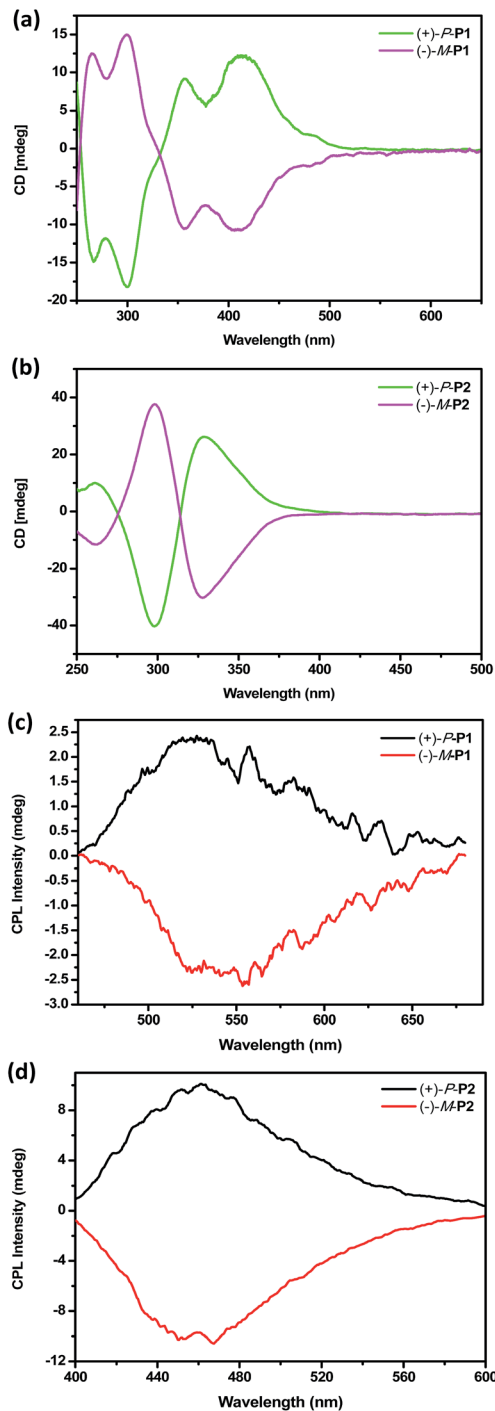 (a)
(+)-P-P1
(-)-M-P1
15
10
5
0
-5
-10
-15
-20
CD [mdeg]
300 400 500 600
Wavelength (nm)
(b)
(+)-P-P2
(-)-M-P2
40
20
0
-20
-40
CD [mdeg]
250 300 350 400 450 500
Wavelength (nm)
(c)
(+)-P-P1
(-)-M-P1
2.5
2.0
1.5
1.0
0.5
0.0
-0.5
-1.0
-1.5
-2.0
-2.5
-3.0
CPL Intensity (mdeg)
500 550 600 650
Wavelength (nm)
(d)
(+)-P-P2
(-)-M-P2
8
4
0
-4
-8
-12
CPL Intensity (mdeg)
400 440 480 520 560 600
Wavelength (nm)